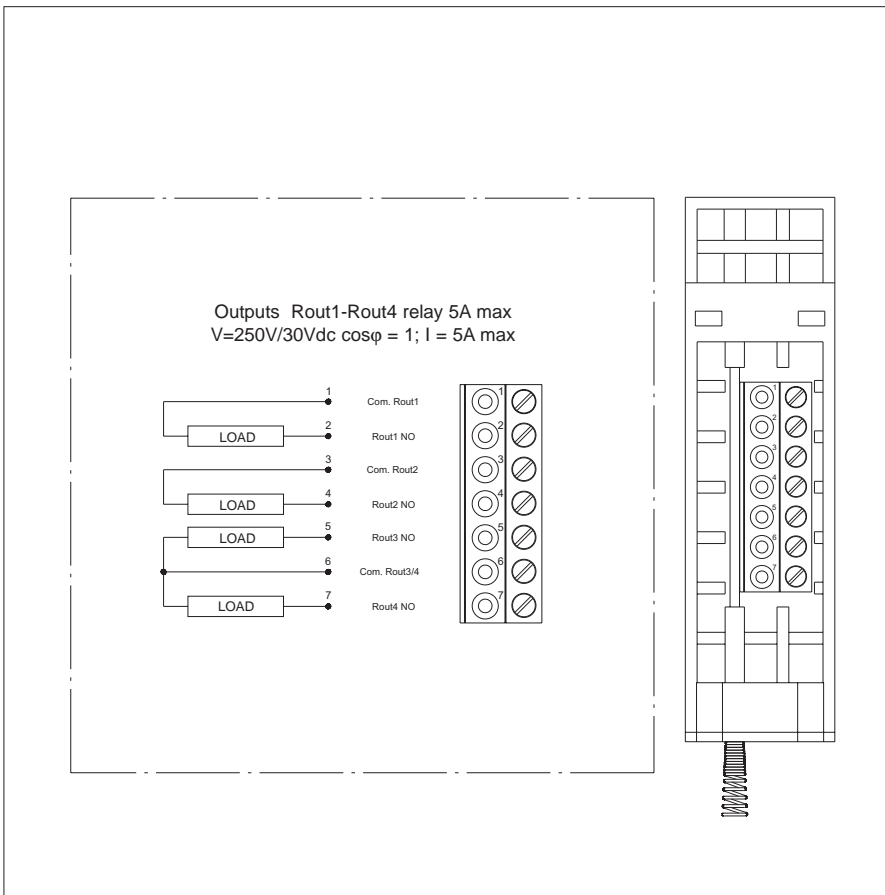 Outputs Rout1-Rout4 relay 5A max
V=250V/30Vdc cosφ = 1; I = 5A max
1 Com. Rout1 1
LOAD 2 Rout1 NO 2
3 Com. Rout2 3
LOAD 4 Rout2 NO 4
LOAD 5 Rout3 NO 5
6 Com. Rout3/4 6
LOAD 7 Rout4 NO 7
1
2
3
4
5
6
7